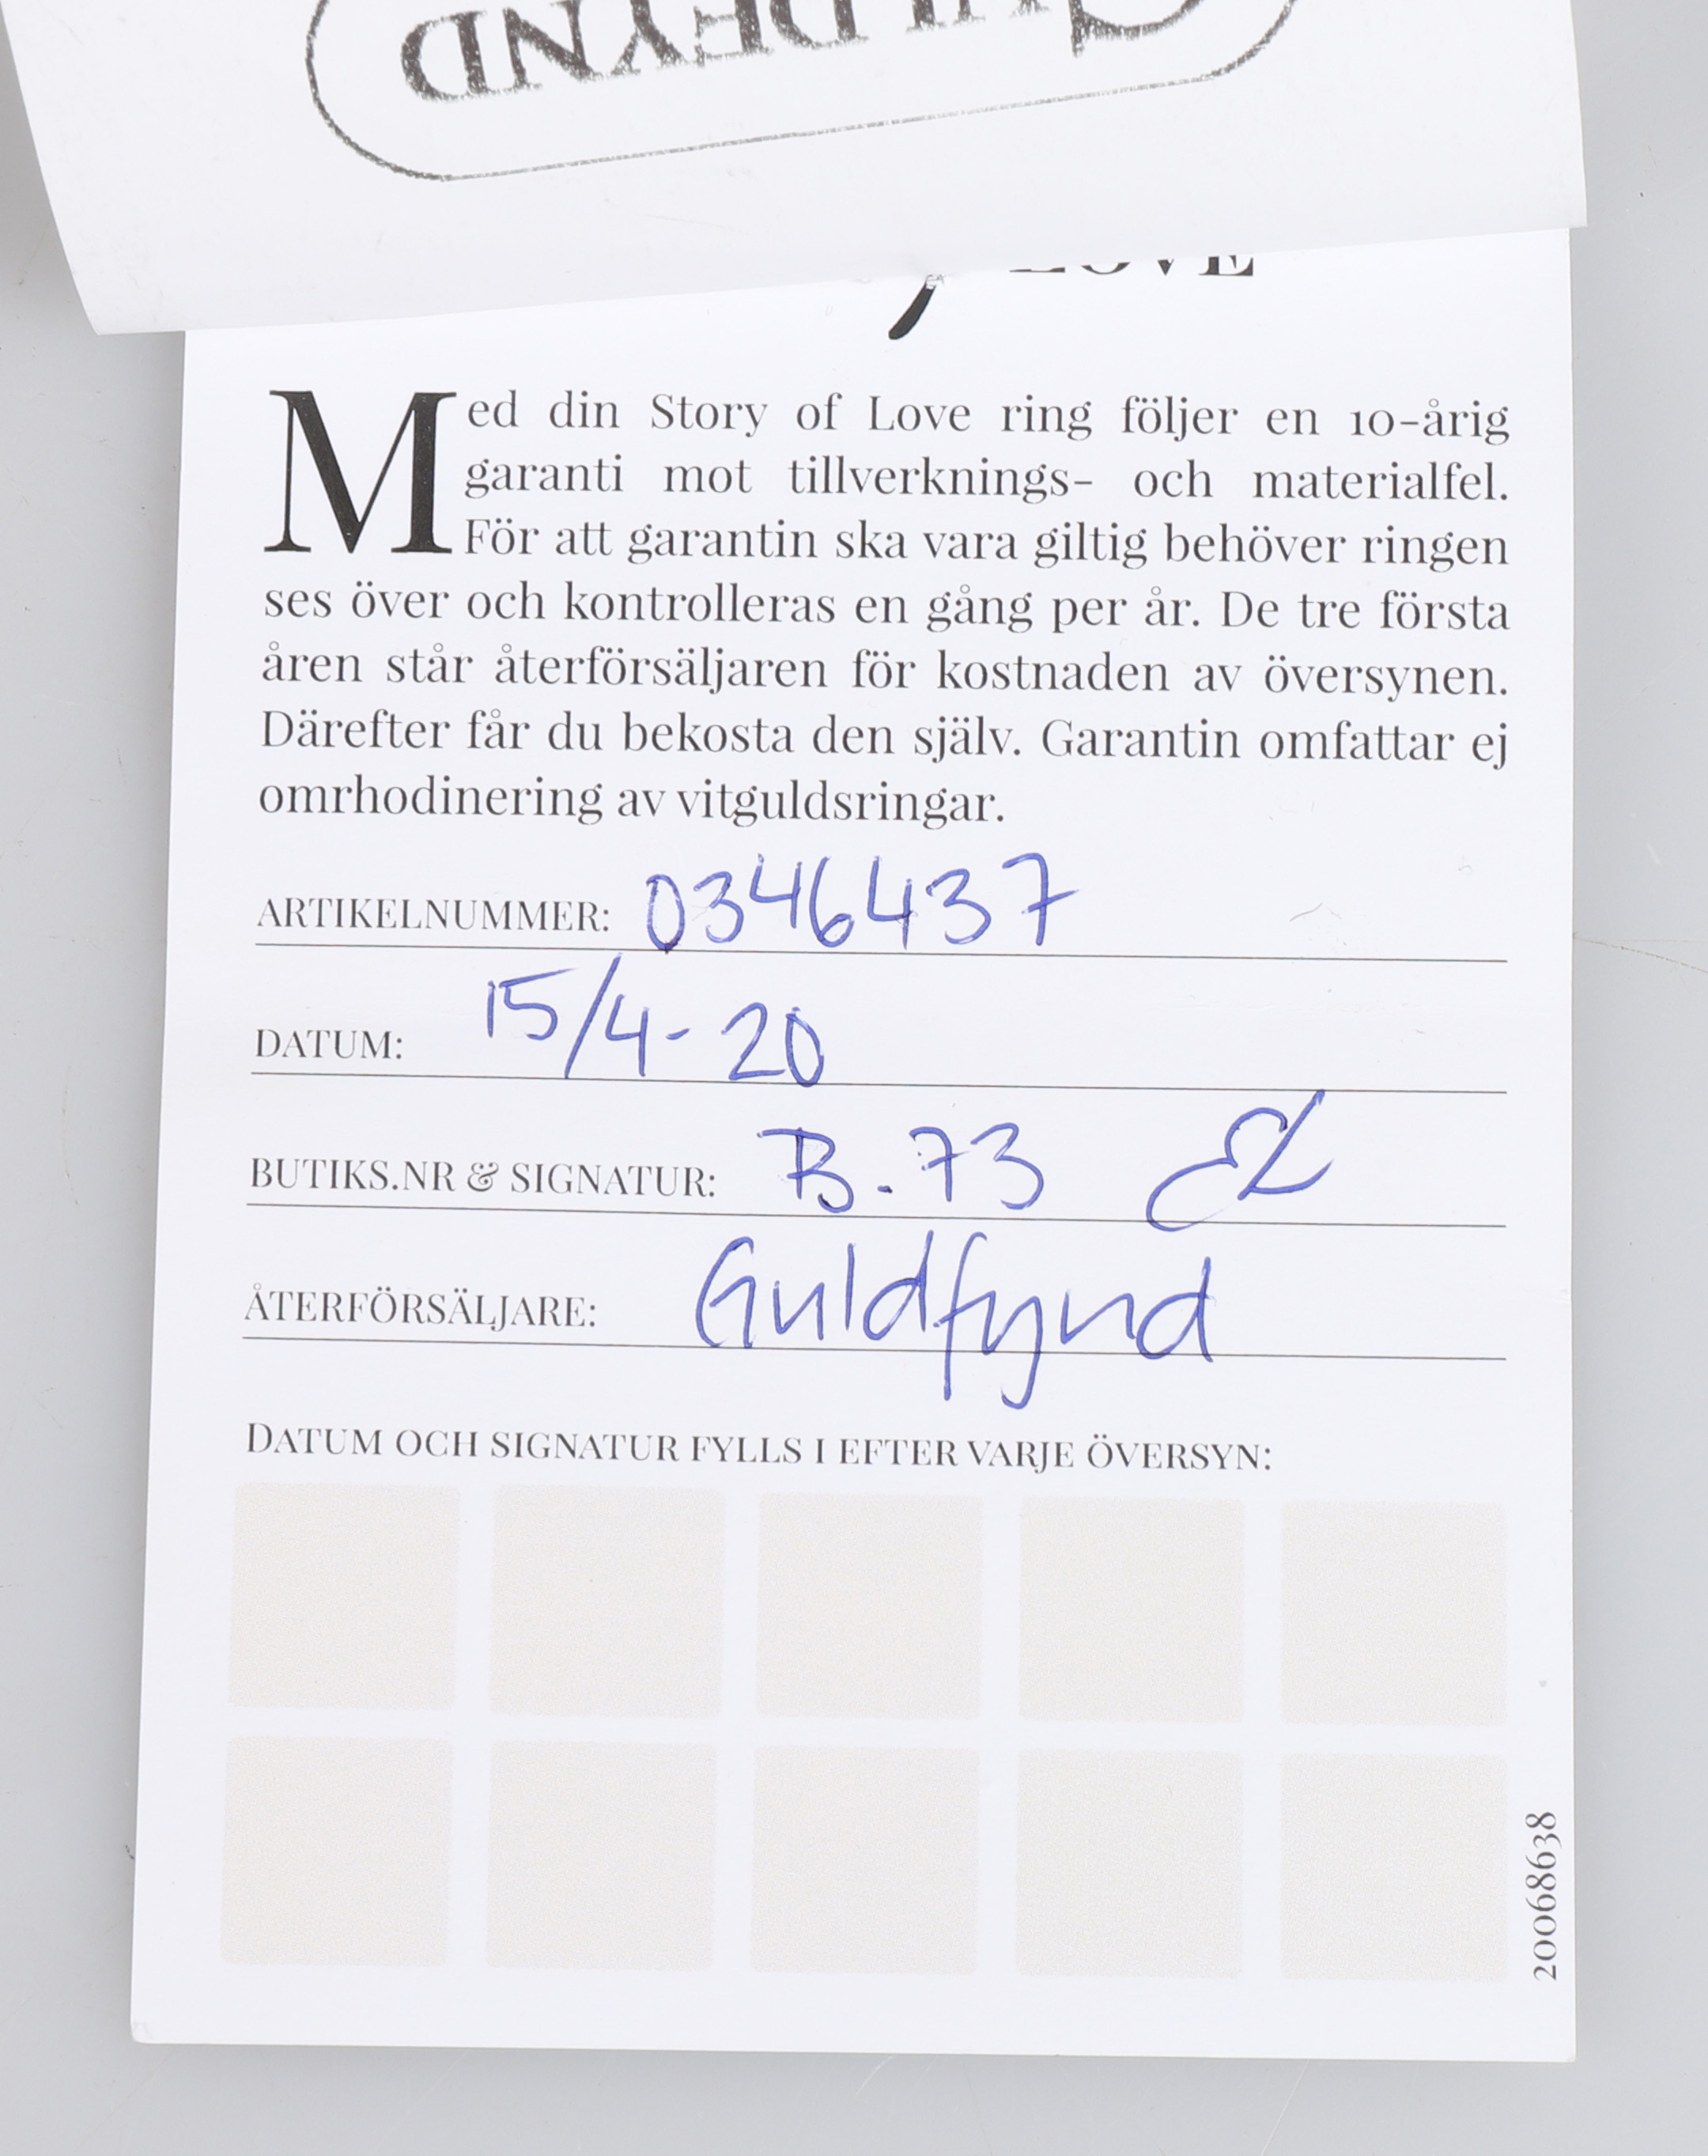 GULDFYND
LOVE
Med din Story of Love ring följer en 10-årig
garanti mot tillverknings- och materialfel.
För att garantin ska vara giltig behöver ringen
ses över och kontrolleras en gång per år. De tre första
åren står återförsäljaren för kostnaden av översynen.
Därefter får du bekosta den själv. Garantin omfattar ej
omrhodinering av vitguldsringar.
ARTIKELNUMMER: 0346437
DATUM: 15/4-20
BUTIKS.NR & SIGNATUR: B.73
ÅTERFÖRSÄLJARE: Guldfynd
DATUM OCH SIGNATUR FYLLS I EFTER VARJE ÖVERSYN:
20068638